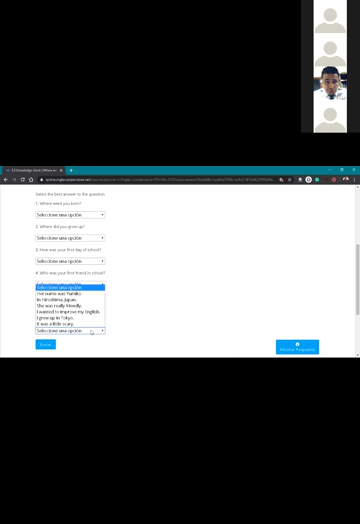 Select the best answer to the question.
1. Where were you born?
Seleccione una opción
2. Where did you grow up?
Seleccione una opción
3. How was your first day of school?
Seleccione una opción
4. Who was your first friend in school?
Seleccione una opción
Her name was Yumiko.
In Hiroshima, Japan.
She was really friendly.
I wanted to improve my English.
I grew up in Tokyo.
It was a little scary.
Seleccione una opción
Enviar
Mostrar Respuesta